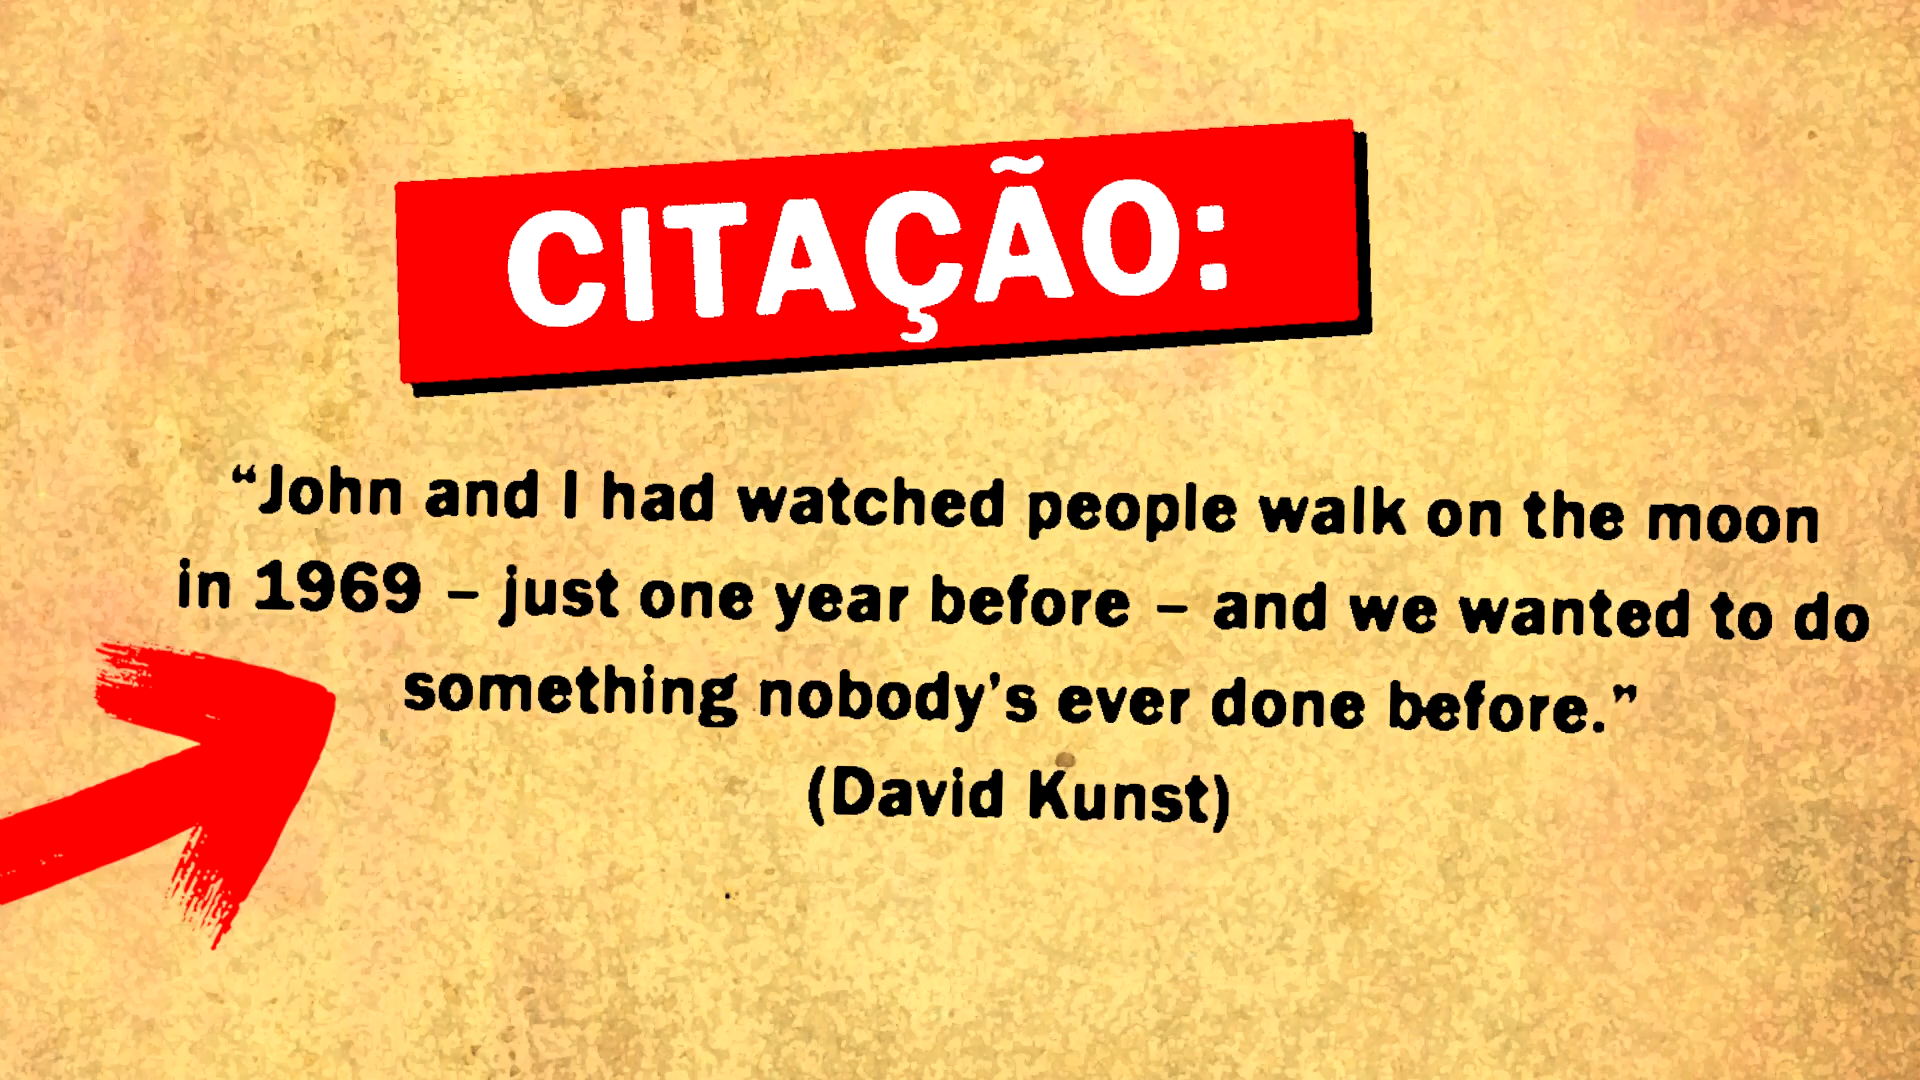 CITAÇÃO:
“John and I had watched people walk on the moon
in 1969 – just one year before – and we wanted to do
something nobody’s ever done before.”
(David Kunst)